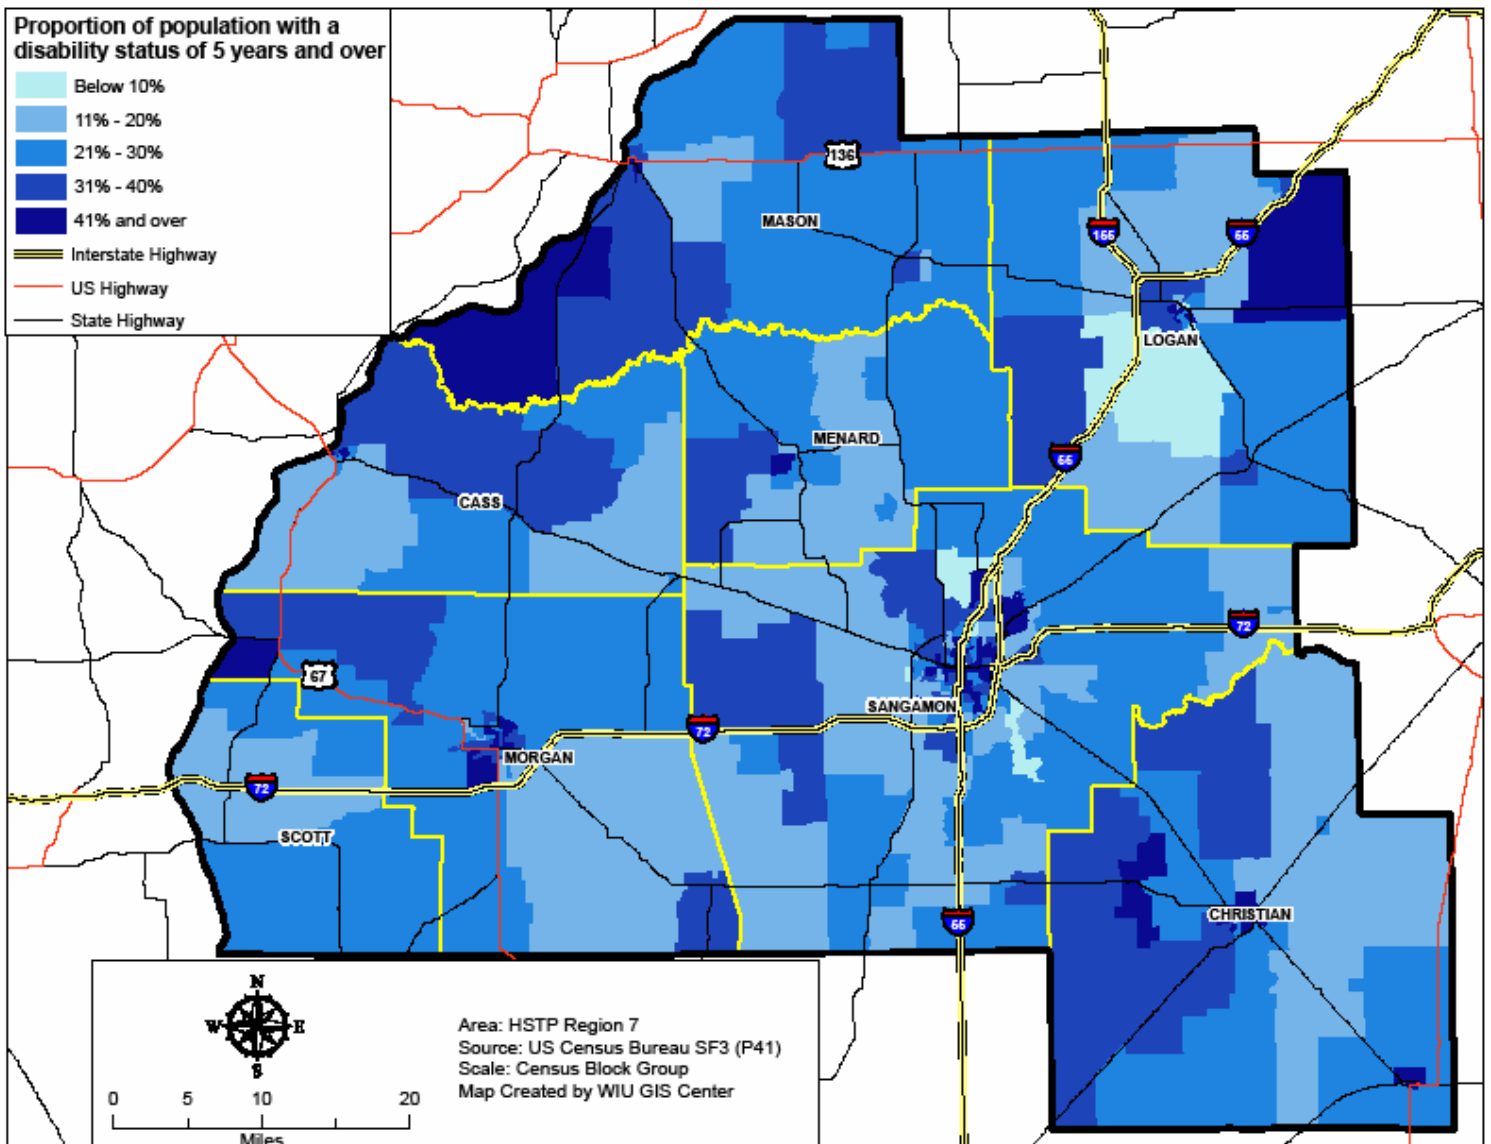 Proportion of population with a
disability status of 5 years and over
Below 10%
11% - 20%
21% - 30%
31% - 40%
41% and over
Interstate Highway
US Highway
State Highway
136
MASON
155
55
LOGAN
MENARD
55
CASS
72
67
SANGAMON
72
MORGAN
72
SCOTT
CHRISTIAN
55
N
W E
S
Area: HSTP Region 7
Source: US Census Bureau SF3 (P41)
Scale: Census Block Group
Map Created by WIU GIS Center
0 5 10 20
Miles